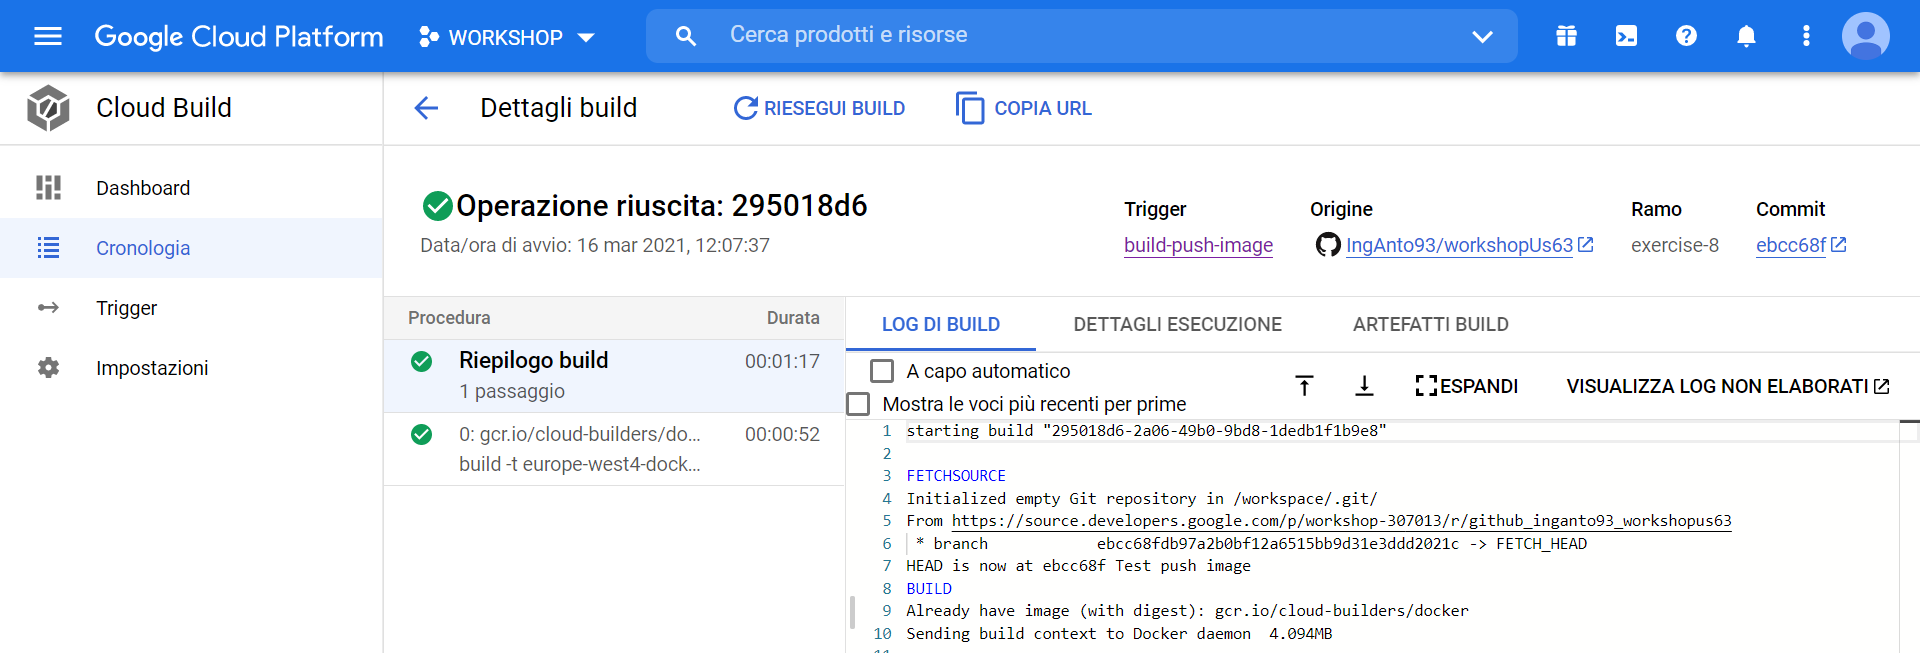 Google Cloud Platform
WORKSHOP
Cerca prodotti e risorse
Cloud Build
Dettagli build
RIESEGUI BUILD
COPIA URL
Dashboard
Cronologia
Trigger
Impostazioni
Operazione riuscita: 295018d6
Data/ora di avvio: 16 mar 2021, 12:07:37
Trigger
build-push-image
Origine
IngAnto93/workshopUs63
Ramo
exercise-8
Commit
ebcc68f
Procedura Durata
Riepilogo build 00:01:17
1 passaggio
0: gcr.io/cloud-builders/do... 00:00:52
build -t europe-west4-dock...
LOG DI BUILD
DETTAGLI ESECUZIONE
ARTEFATTI BUILD
A capo automatico
Mostra le voci più recenti per prime
ESPANDI
VISUALIZZA LOG NON ELABORATI
1 starting build "295018d6-2a06-49b0-9bd8-1dedb1f1b9e8"
2
3 FETCHSOURCE
4 Initialized empty Git repository in /workspace/.git/
5 From https://source.developers.google.com/p/workshop-307013/r/github_inganto93_workshopus63
6 * branch ebcc68fdb97a2b0bf12a6515bb9d31e3ddd2021c -> FETCH_HEAD
7 HEAD is now at ebcc68f Test push image
8 BUILD
9 Already have image (with digest): gcr.io/cloud-builders/docker
10 Sending build context to Docker daemon 4.094MB